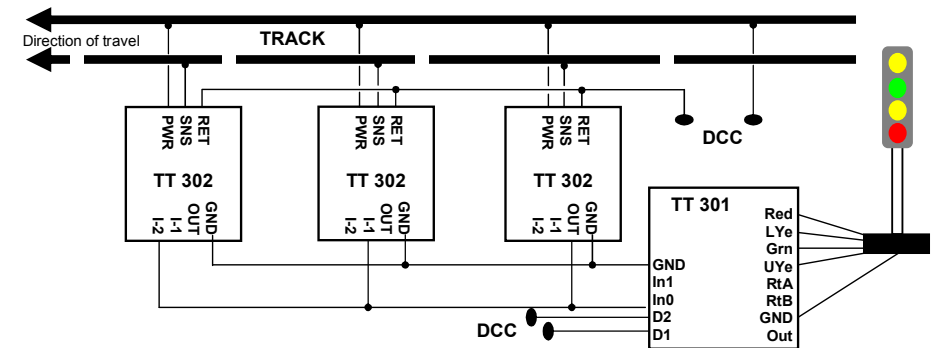 Direction of travel
TRACK
PWR SNS RET
TT 302
I-2 I-1 OUT GND
PWR SNS RET
TT 302
I-2 I-1 OUT GND
PWR SNS RET
TT 302
I-2 I-1 OUT GND
DCC
TT 301
Red
LYe
Grn
UYe
RtA
RtB
GND
Out
GND
In1
In0
D2
D1
DCC